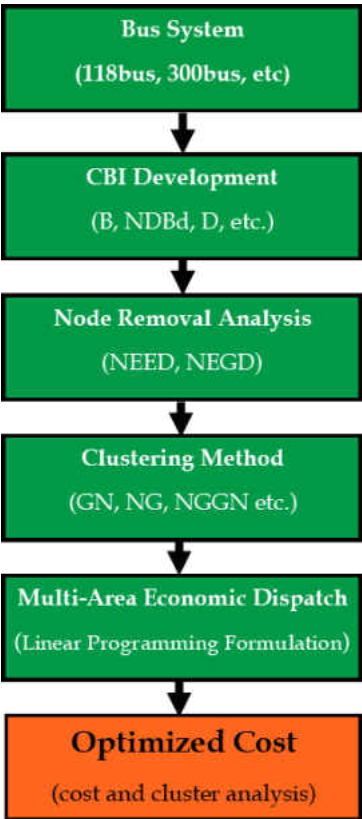 Bus System
(118bus, 300bus, etc)
CBI Development
(B, NDBd, D, etc.)
Node Removal Analysis
(NEED, NEGD)
Clustering Method
(GN, NG, NGGN etc.)
Multi-Area Economic Dispatch
(Linear Programming Formulation)
Optimized Cost
(cost and cluster analysis)